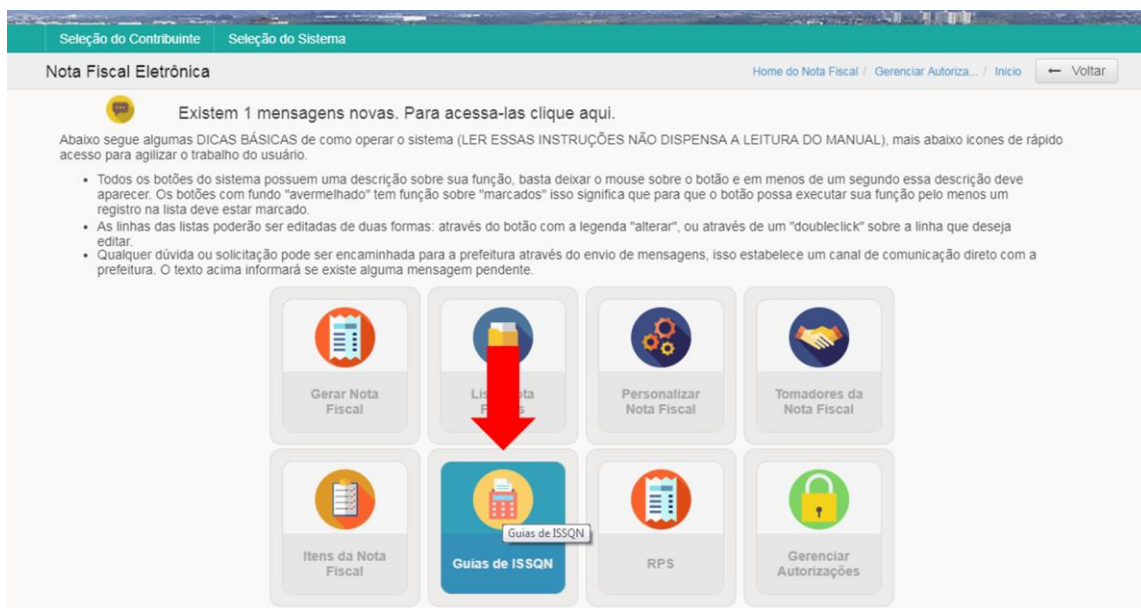 Seleção do Contribuinte Seleção do Sistema
Nota Fiscal Eletrônica
Home do Nota Fiscal / Gerenciar Autoriza... / Inicio ← Voltar
Existem 1 mensagens novas. Para acessa-las clique aqui.
Abaixo segue algumas DICAS BÁSICAS de como operar o sistema (LER ESSAS INSTRUÇÕES NÃO DISPENSA A LEITURA DO MANUAL), mais abaixo icones de rápido
acesso para agilizar o trabalho do usuário.
• Todos os botões do sistema possuem uma descrição sobre sua função, basta deixar o mouse sobre o botão e em menos de um segundo essa descrição deve
aparecer. Os botões com fundo "avermelhado" tem função sobre "marcados" isso significa que para que o botão possa executar sua função pelo menos um
registro na lista deve estar marcado.
• As linhas das listas poderão ser editadas de duas formas: através do botão com a legenda "alterar", ou através de um "doubleclick" sobre a linha que deseja
editar.
• Qualquer dúvida ou solicitação pode ser encaminhada para a prefeitura através do envio de mensagens, isso estabelece um canal de comunicação direto com a
prefeitura. O texto acima informará se existe alguma mensagem pendente.
Gerar Nota
Fiscal
Personalizar
Nota Fiscal
Tomadores da
Nota Fiscal
Itens da Nota
Fiscal
Guias de ISSQN
Guias de ISSQN
RPS
Gerenciar
Autorizações